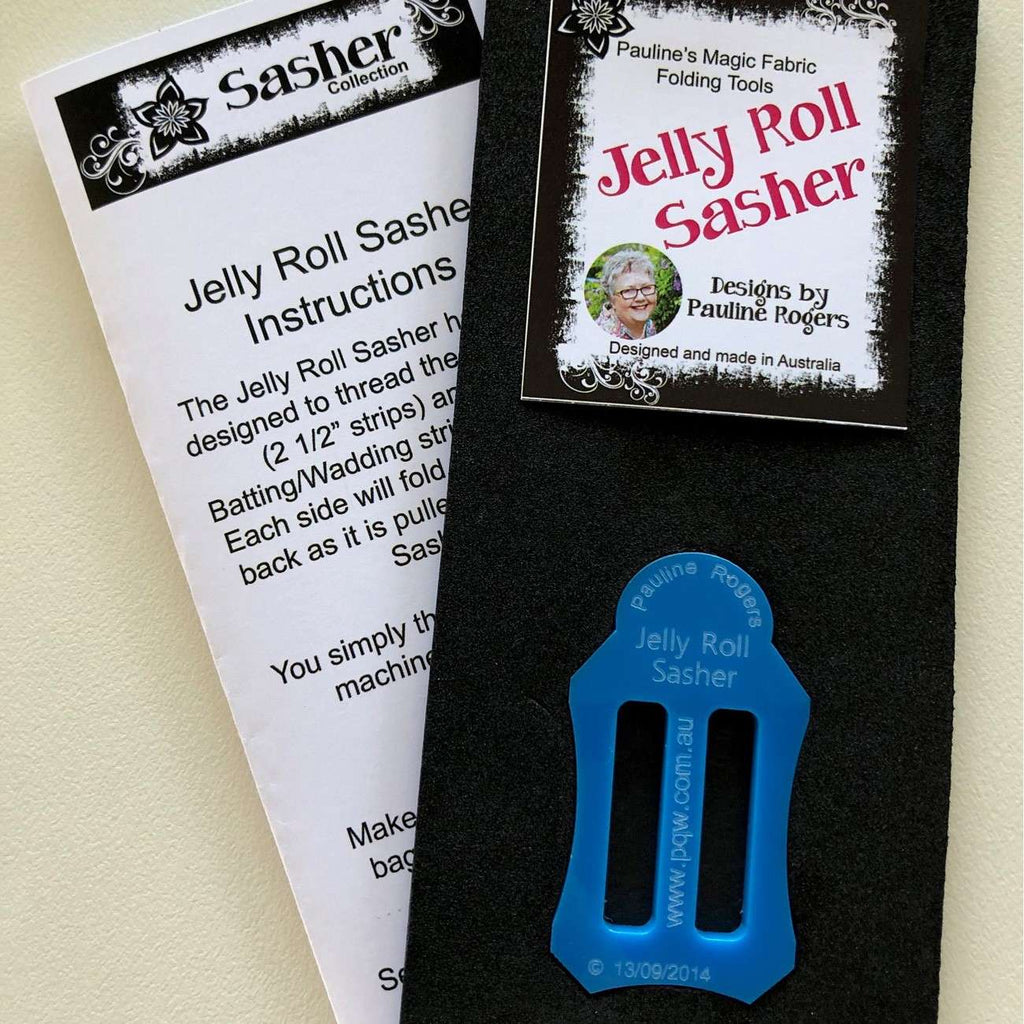 Sasher
Collection
Jelly Roll Sashe
Instructions
The Jelly Roll Sasher h
designed to thread the
(2 1/2" strips) an
Batting/Wadding stri
Each side will fold
back as it is pulle
Sash
You simply th
machine
Make
bag
Se
Pauline's Magic Fabric
Folding Tools
Jelly Roll
Sasher
Designs by
Pauline Rogers
Designed and made in Australia
Pauline Rogers
Jelly Roll
Sasher
www.pqw.com.au
© 13/09/2014